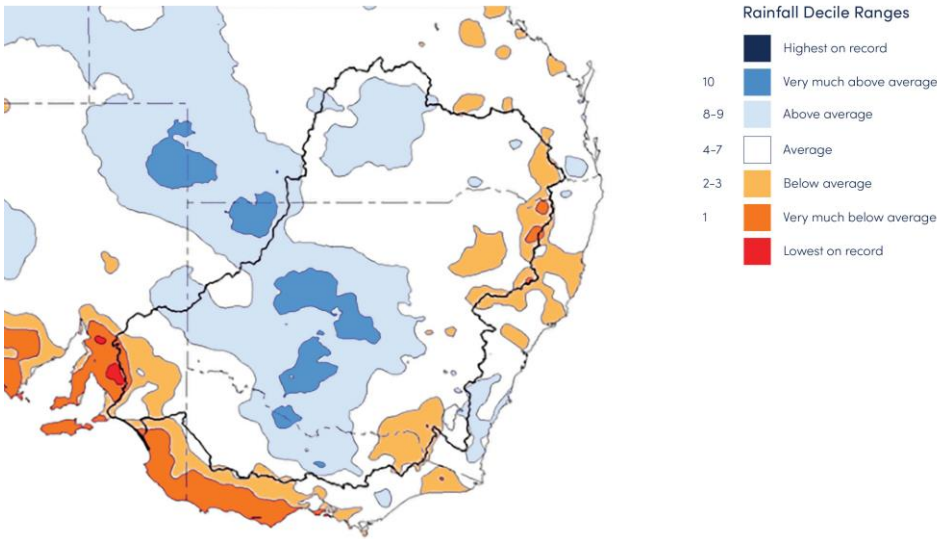 Rainfall Decile Ranges
Highest on record
10 Very much above average
8-9 Above average
4-7 Average
2-3 Below average
1 Very much below average
Lowest on record